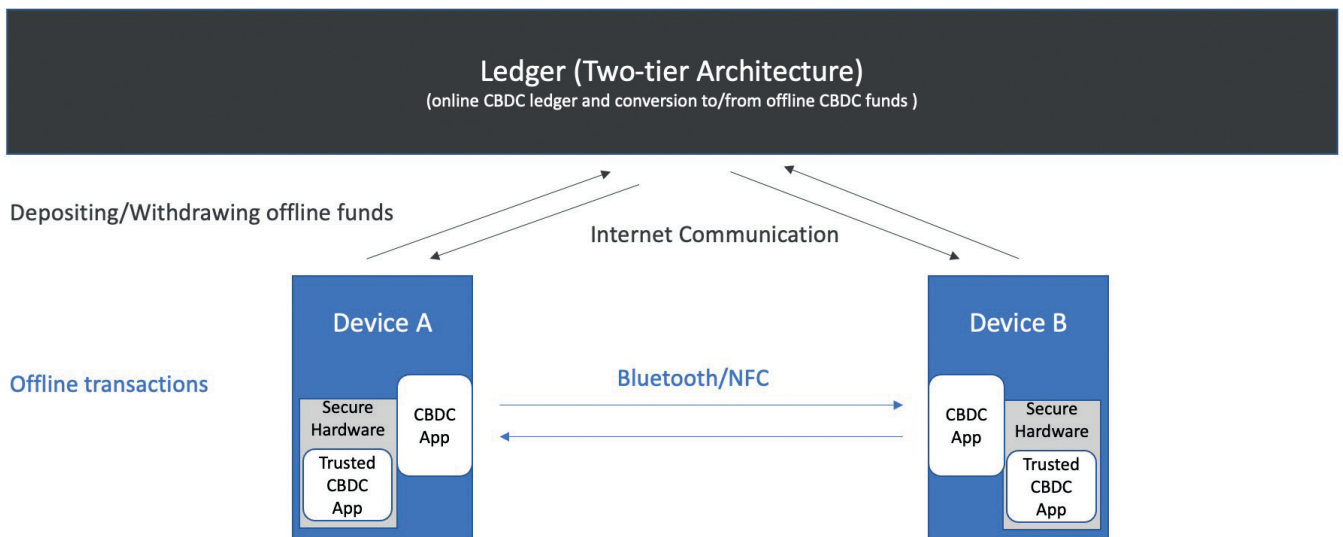 Ledger (Two-tier Architecture)
(online CBDC ledger and conversion to/from offline CBDC funds )
Depositing/Withdrawing offline funds
Internet Communication
Device A
Device B
Offline transactions
Bluetooth/NFC
Secure
Hardware
CBDC
App
Trusted
CBDC
App
CBDC
App
Secure
Hardware
Trusted
CBDC
App